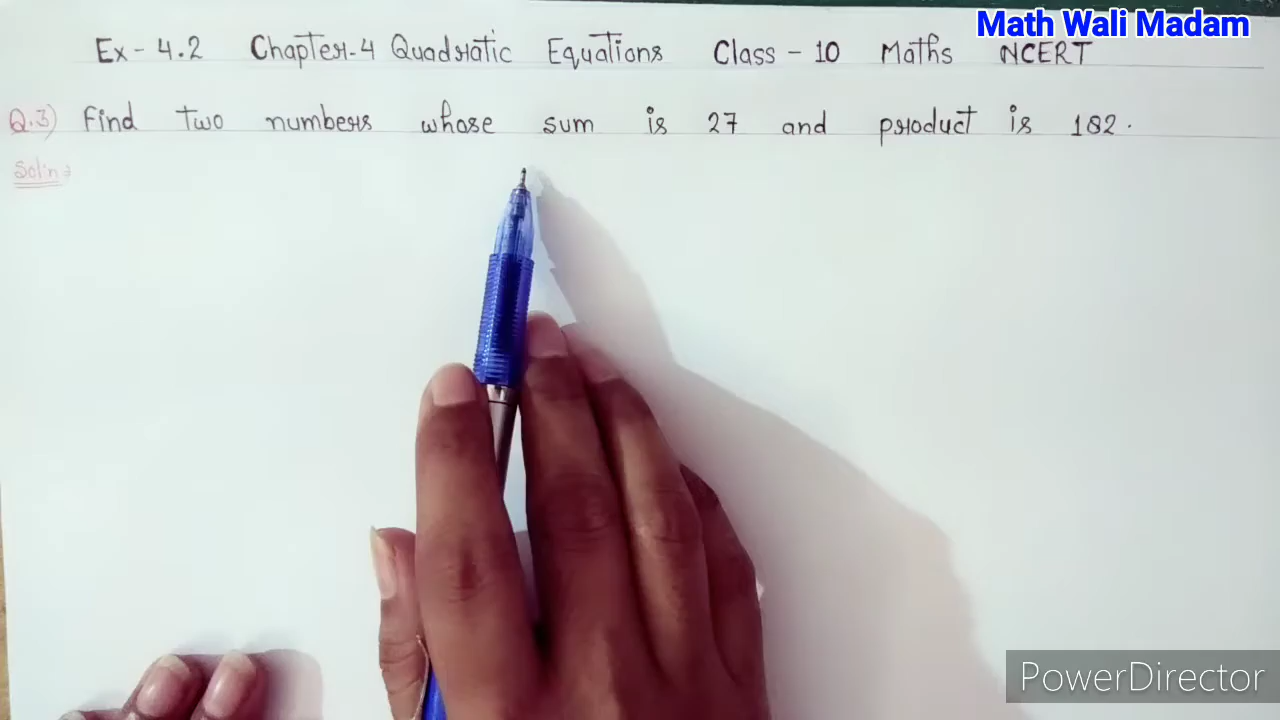 Math Wali Madam
Ex - 4.2 Chapter-4 Quadratic Equations Class - 10 Maths NCERT
Q.3) Find two numbers whose sum is 27 and product is 182.
Sol'n :
PowerDirector